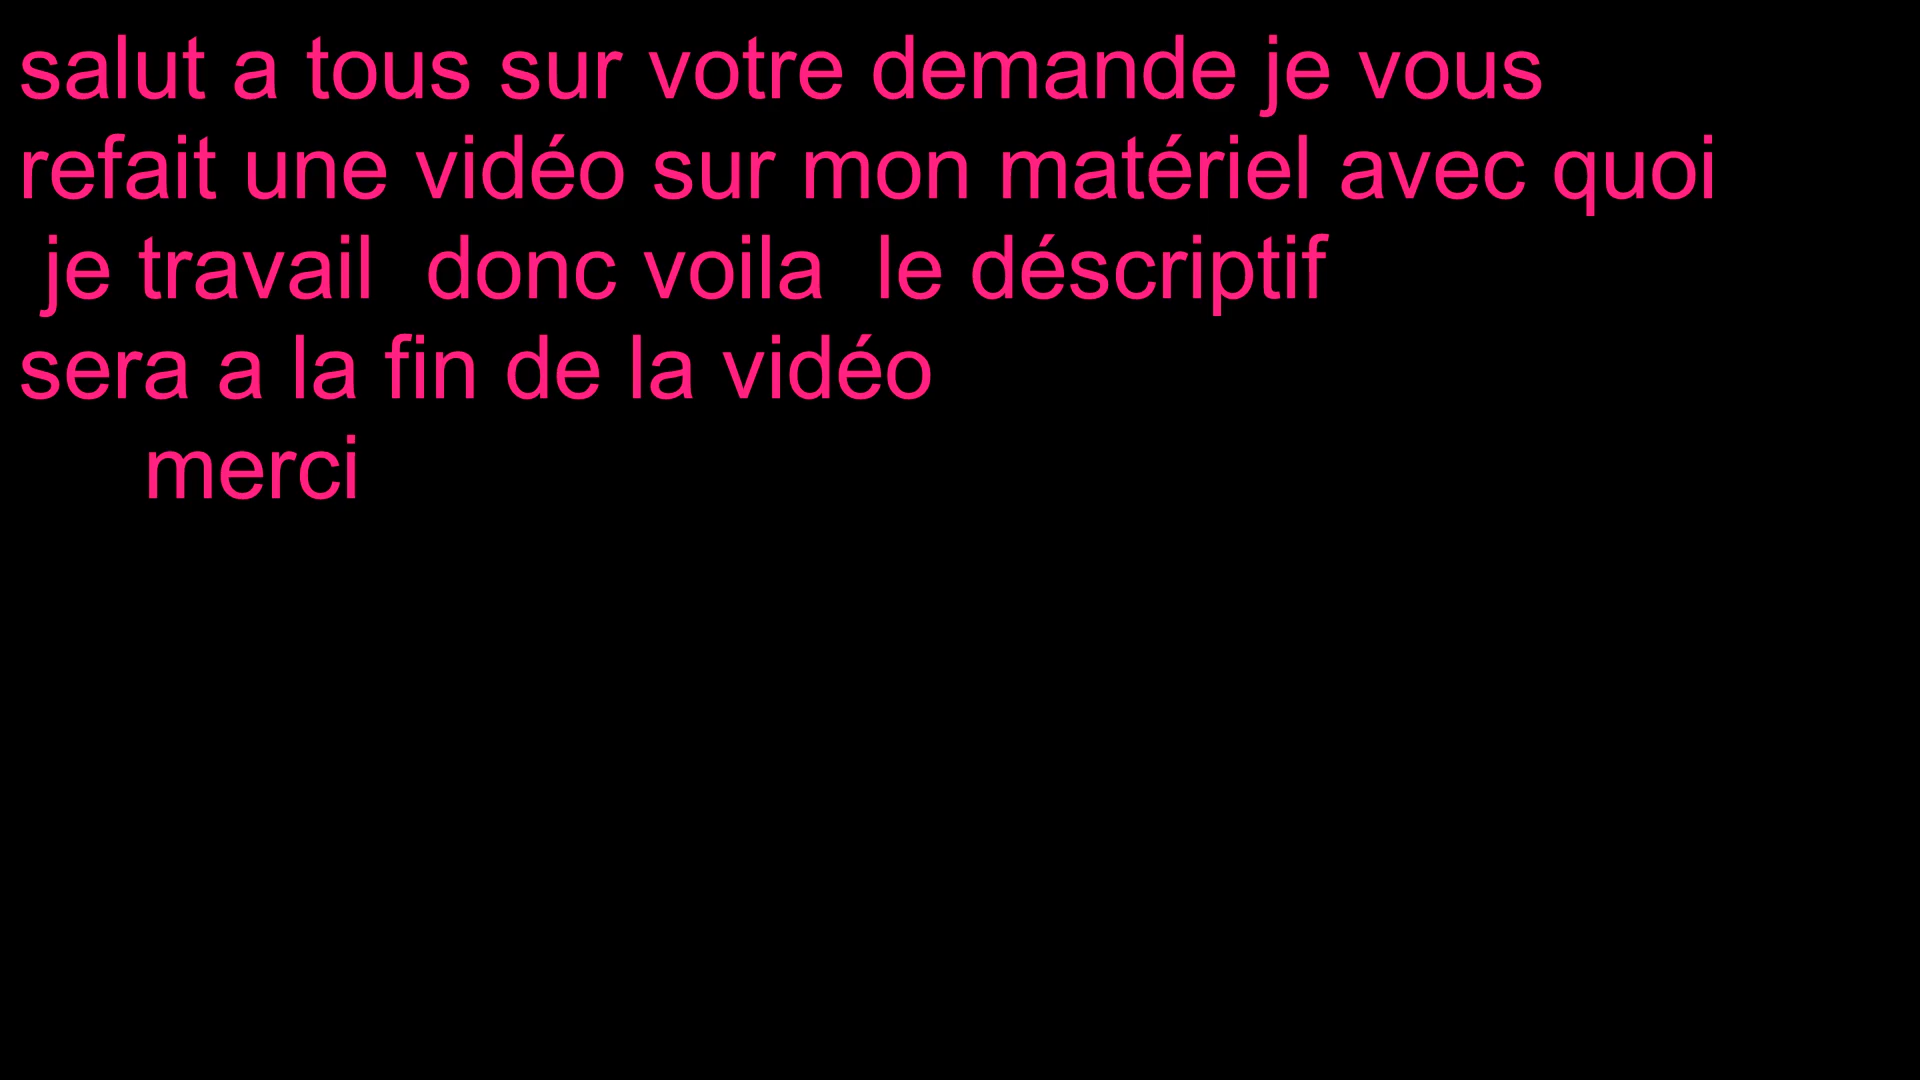 salut a tous sur votre demande je vous
refait une vidéo sur mon matériel avec quoi
je travail  donc voila  le déscriptif
sera a la fin de la vidéo
merci